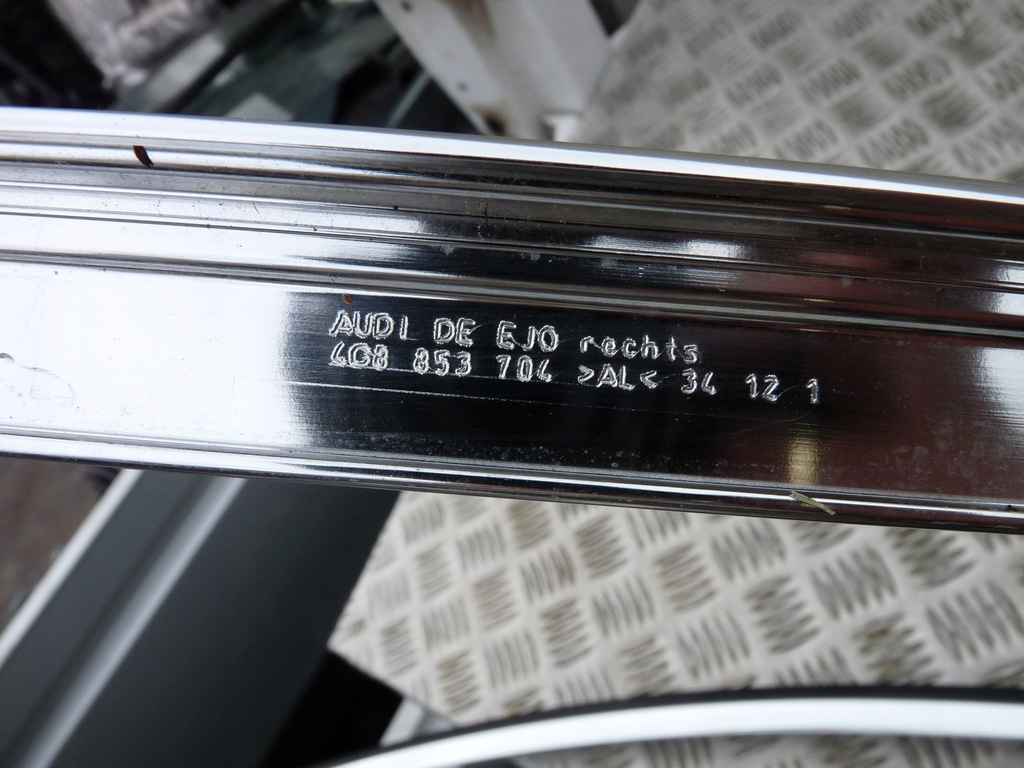 AUDI DE EJO rechts
4G8 853 704 >AL< 34 12 1